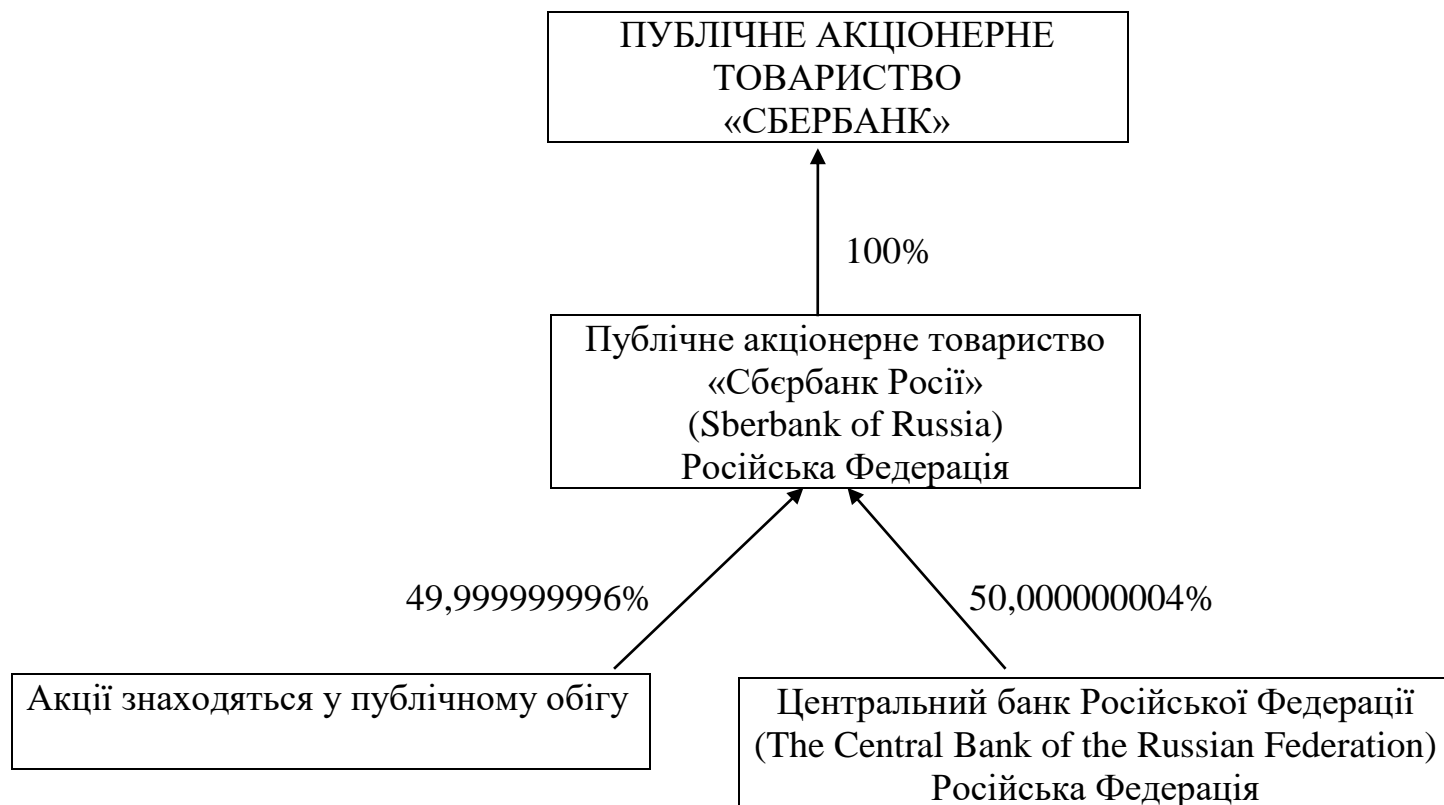 ПУБЛІЧНЕ АКЦІОНЕРНЕ
ТОВАРИСТВО
«СБЕРБАНК»
100%
Публічне акціонерне товариство
«Сбєрбанк Росії»
(Sberbank of Russia)
Російська Федерація
49,999999996%
50,000000004%
Акції знаходяться у публічному обігу
Центральний банк Російської Федерації
(The Central Bank of the Russian Federation)
Російська Федерація